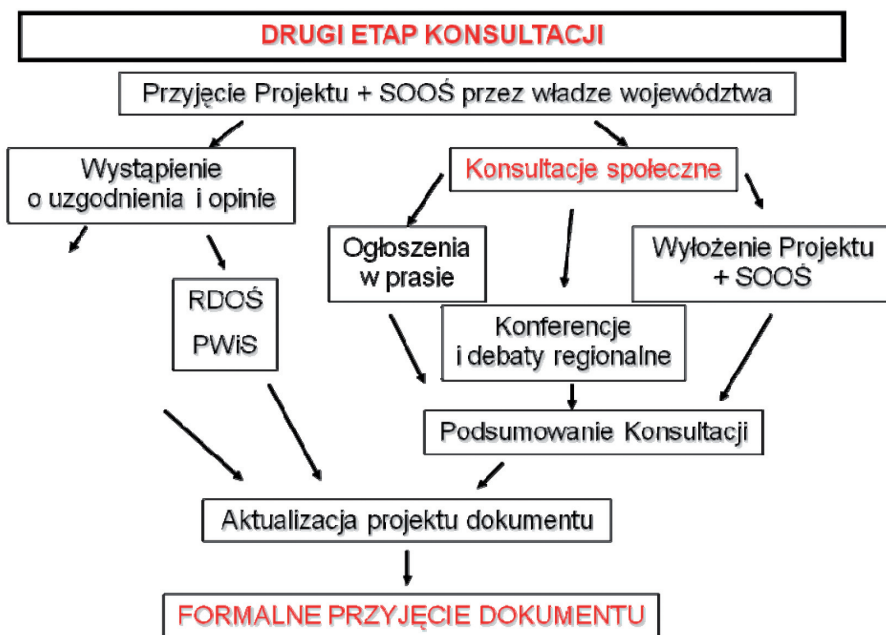 DRUGI ETAP KONSULTACJI
Przyjęcie Projektu + SOOŚ przez władze województwa
Wystąpienie
o uzgodnienia i opinie
Konsultacje społeczne
Ogłoszenia
w prasie
Wyłożenie Projektu
+ SOOŚ
RDOŚ
PWiS
Konferencje
i debaty regionalne
Podsumowanie Konsultacji
Aktualizacja projektu dokumentu
FORMALNE PRZYJĘCIE DOKUMENTU